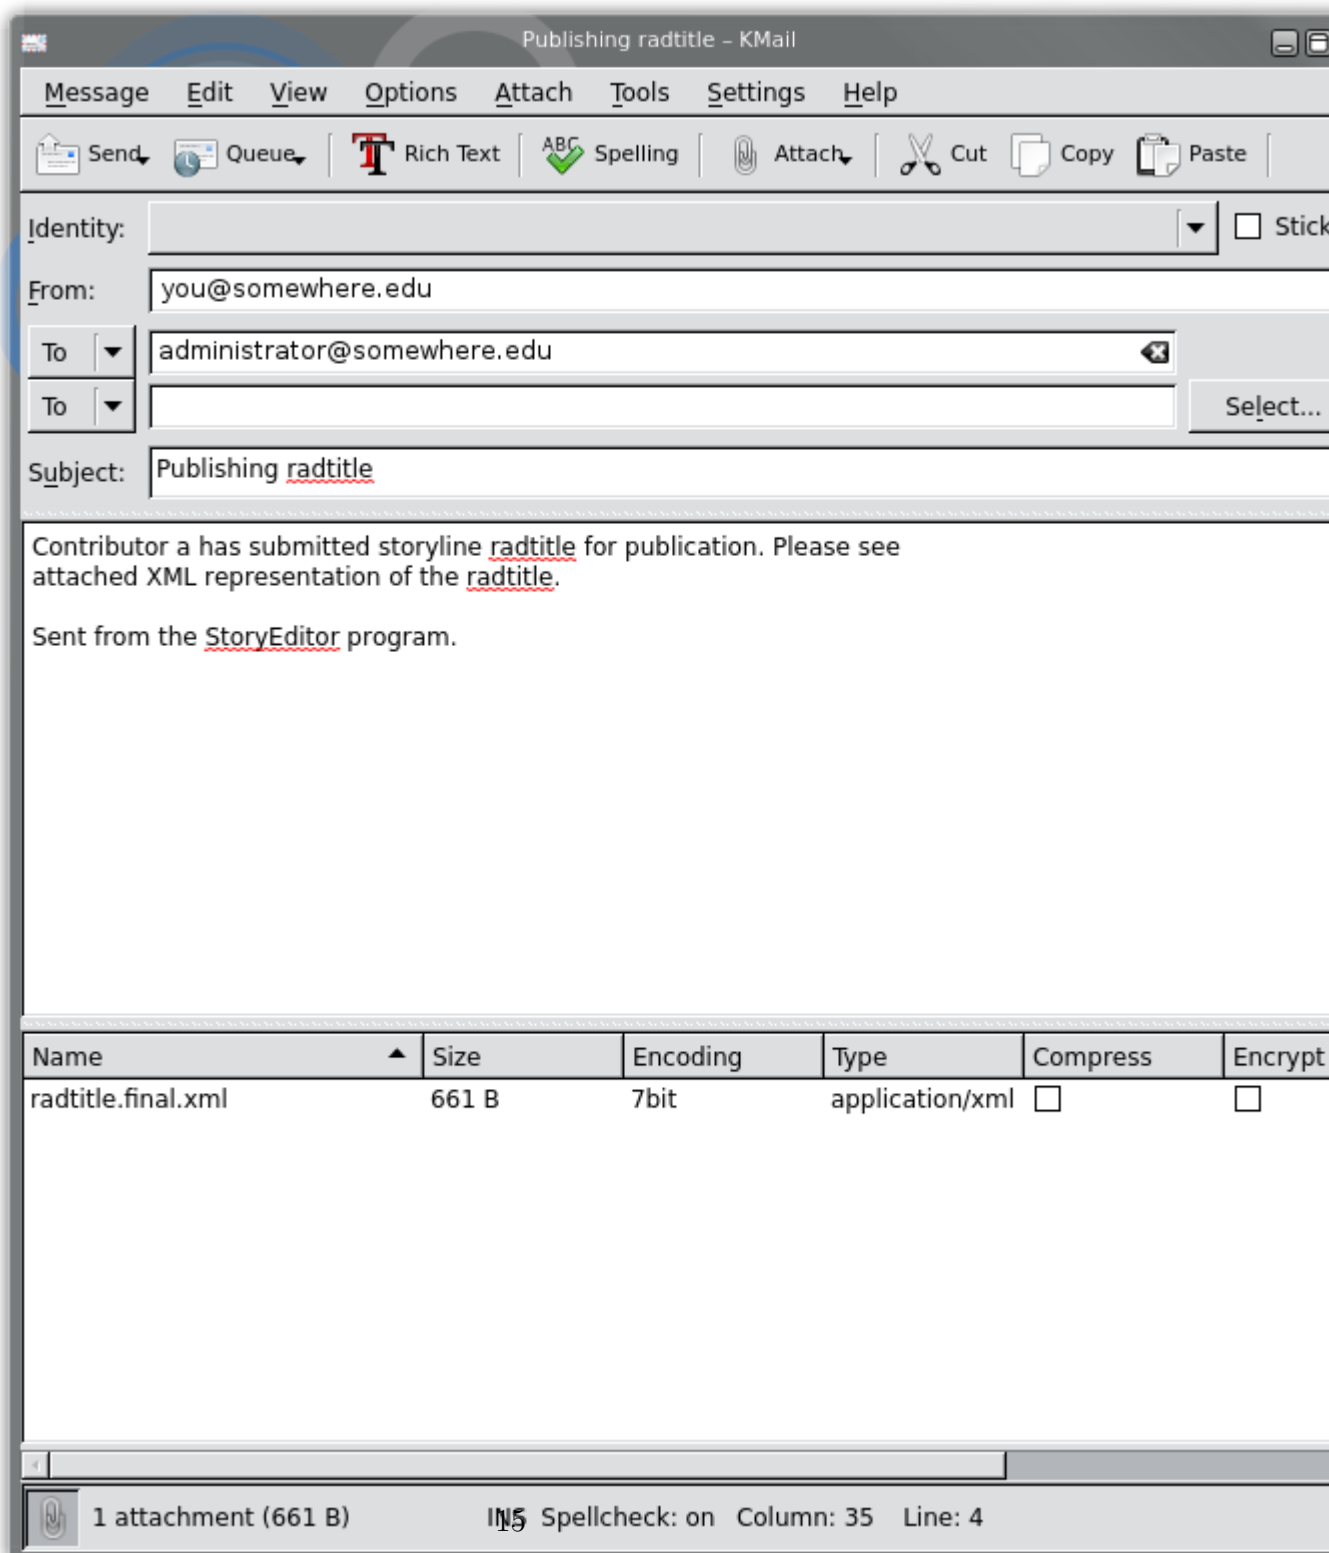 Publishing radtitle – KMail
Message Edit View Options Attach Tools Settings Help
Send Queue Rich Text ABC Spelling Attach Cut Copy Paste
Identity: Stick
From: you@somewhere.edu
To administrator@somewhere.edu
To Select...
Subject: Publishing radtitle
Contributor a has submitted storyline radtitle for publication. Please see
attached XML representation of the radtitle.
Sent from the StoryEditor program.
Name Size Encoding Type Compress Encrypt
radtitle.final.xml 661 B 7bit application/xml
1 attachment (661 B) INS 15 Spellcheck: on Column: 35 Line: 4